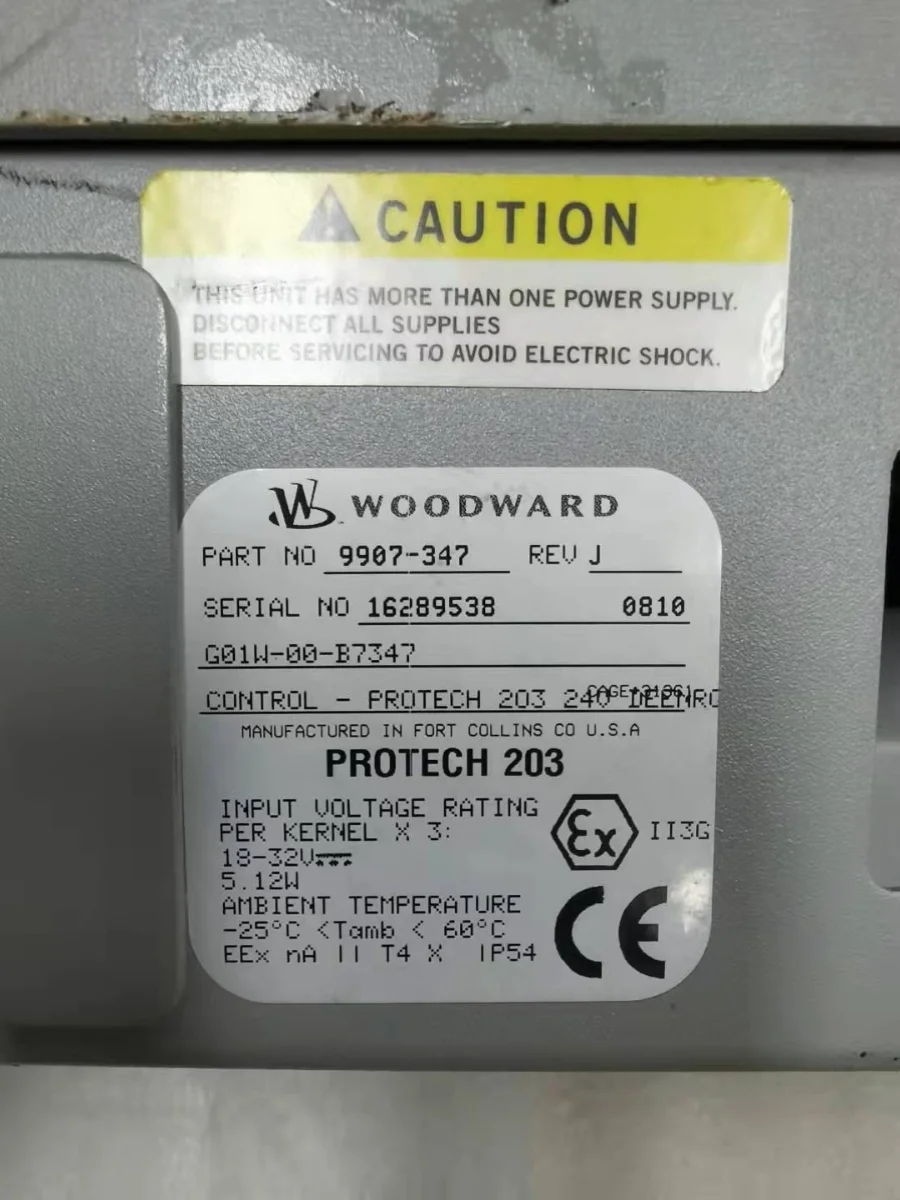 CAUTION
THIS UNIT HAS MORE THAN ONE POWER SUPPLY.
DISCONNECT ALL SUPPLIES
BEFORE SERVICING TO AVOID ELECTRIC SHOCK.
WOODWARD
PART NO 9907-347 REV J
SERIAL NO 16289538 0810
G01W-00-B7347
CONTROL - PROTECH 203 24V
MANUFACTURED IN FORT COLLINS CO U.S.A
PROTECH 203
INPUT VOLTAGE RATING
PER KERNEL X 3:
18-32V
5.12W
Ex II3G
AMBIENT TEMPERATURE
-25°C <Tamb < 60°C
EEx nA II T4 X IP54
CE